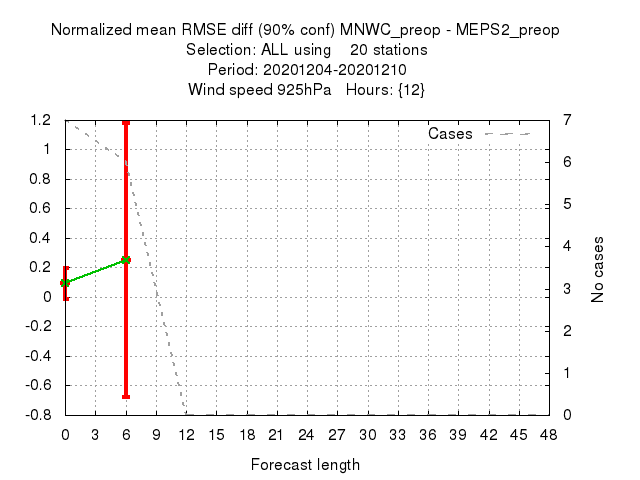 Normalized mean RMSE diff (90% conf) MNWC_preop - MEPS2_preop
Selection: ALL using 20 stations
Period: 20201204-20201210
Wind speed 925hPa Hours: {12}
Cases
1.2
1
0.8
0.6
0.4
0.2
0
-0.2
-0.4
-0.6
-0.8
7
6
5
4
3
2
1
0
No cases
0 3 6 9 12 15 18 21 24 27 30 33 36 39 42 45 48
Forecast length